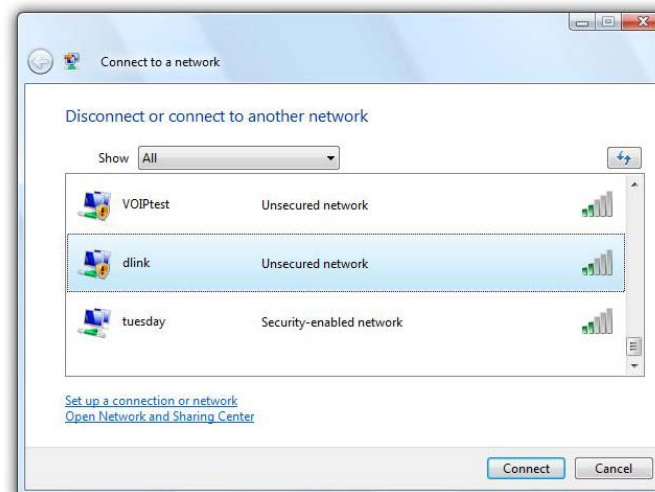 Connect to a network
Disconnect or connect to another network
Show All
VOIPtest Unsecured network
dlink Unsecured network
tuesday Security-enabled network
Set up a connection or network
Open Network and Sharing Center
Connect Cancel